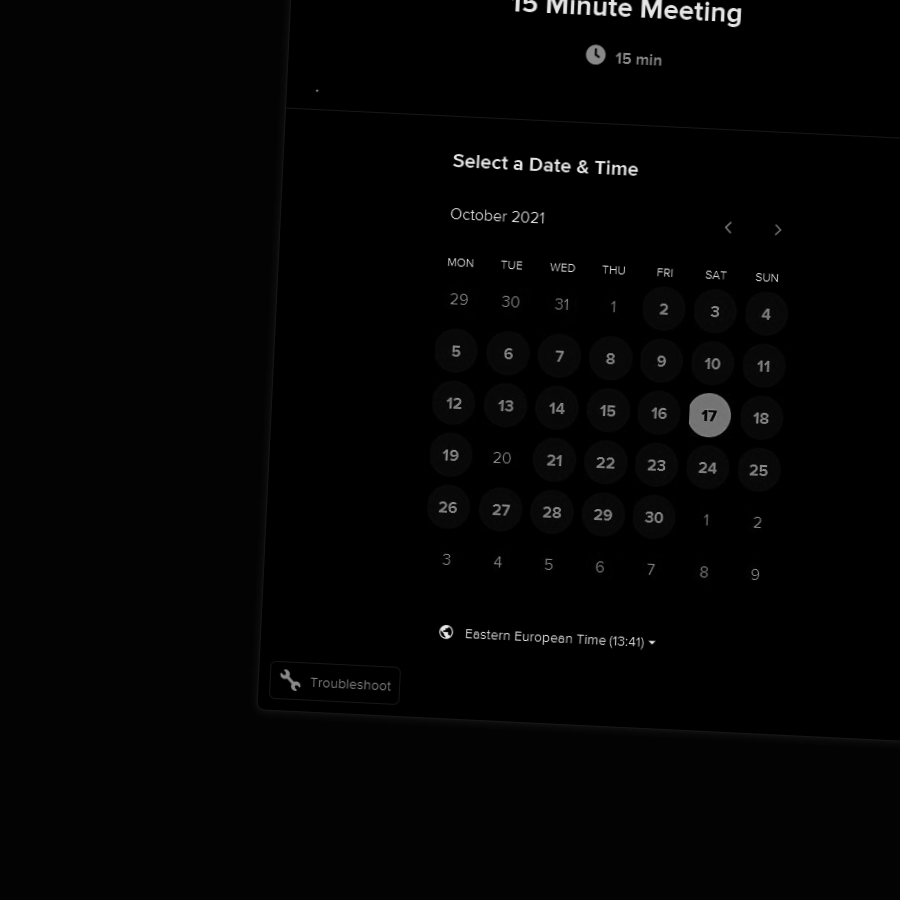 15 Minute Meeting
15 min
Select a Date & Time
October 2021
MON TUE WED THU FRI SAT SUN
29 30 31 1 2 3 4
5 6 7 8 9 10 11
12 13 14 15 16 17 18
19 20 21 22 23 24 25
26 27 28 29 30 1 2
3 4 5 6 7 8 9
Eastern European Time (13:41)
Troubleshoot